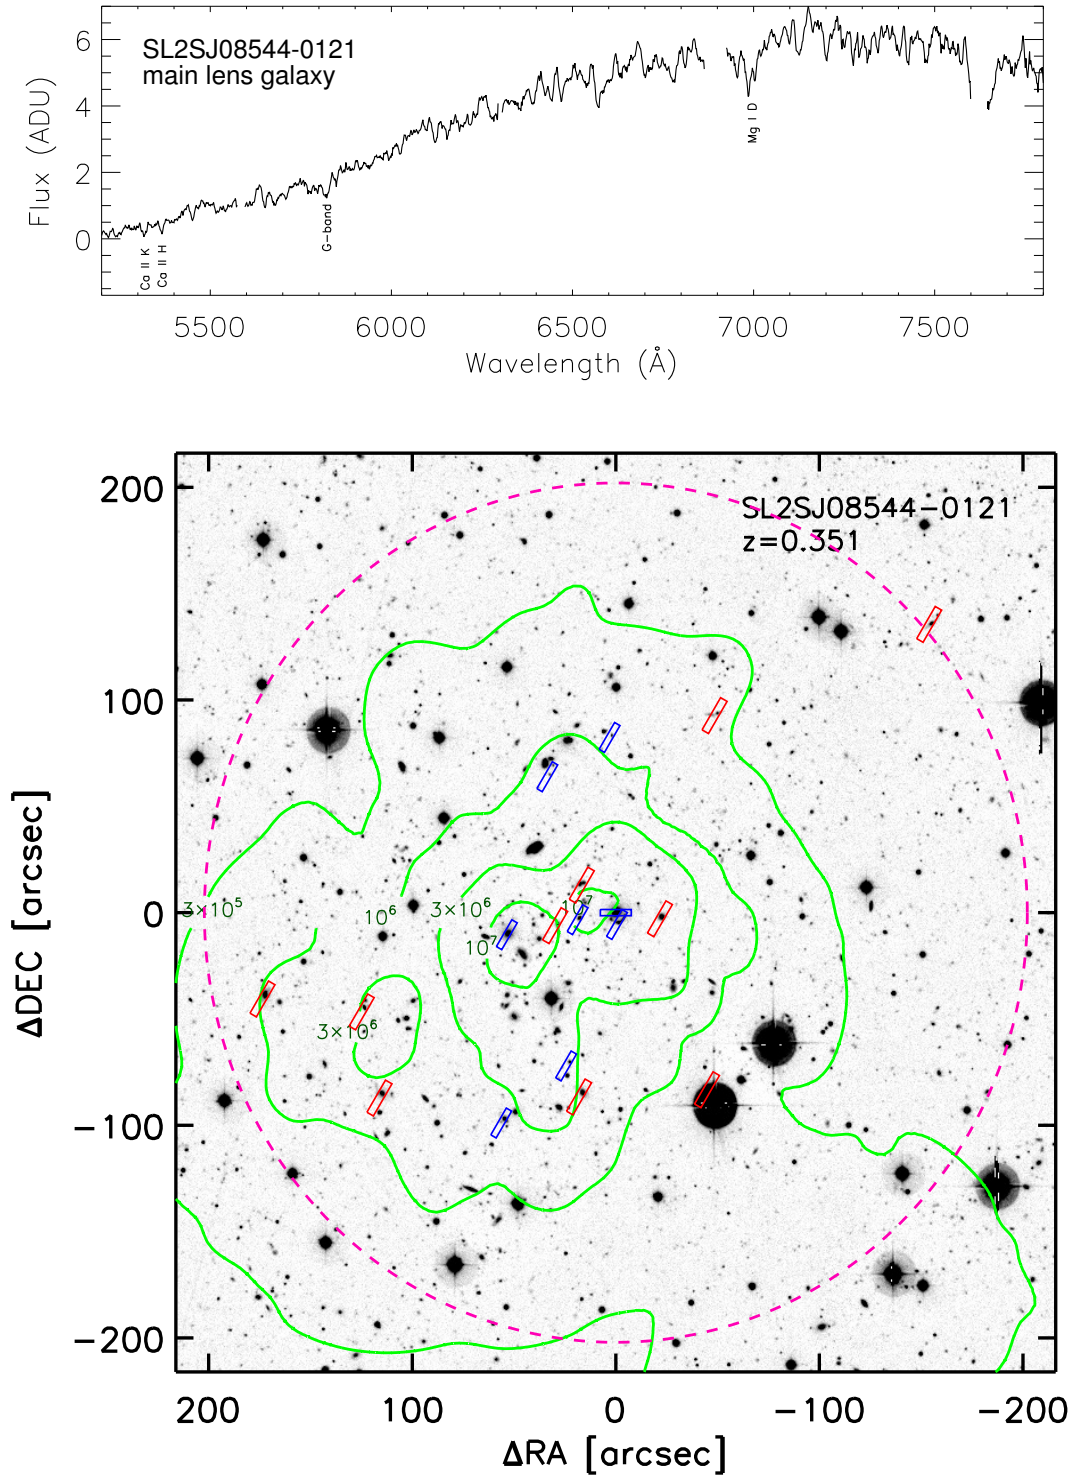 SL2SJ08544-0121
main lens galaxy
6
4
2
0
Flux (ADU)
Ca II K
Ca II H
G-band
Mg I D
5500 6000 6500 7000 7500
Wavelength (Å)
SL2SJ08544-0121
z=0.351
200
100
0
-100
-200
ΔDEC [arcsec]
3×10⁵
10⁶
3×10⁶
10⁷
10⁷
3×10⁶
200 100 0 -100 -200
ΔRA [arcsec]